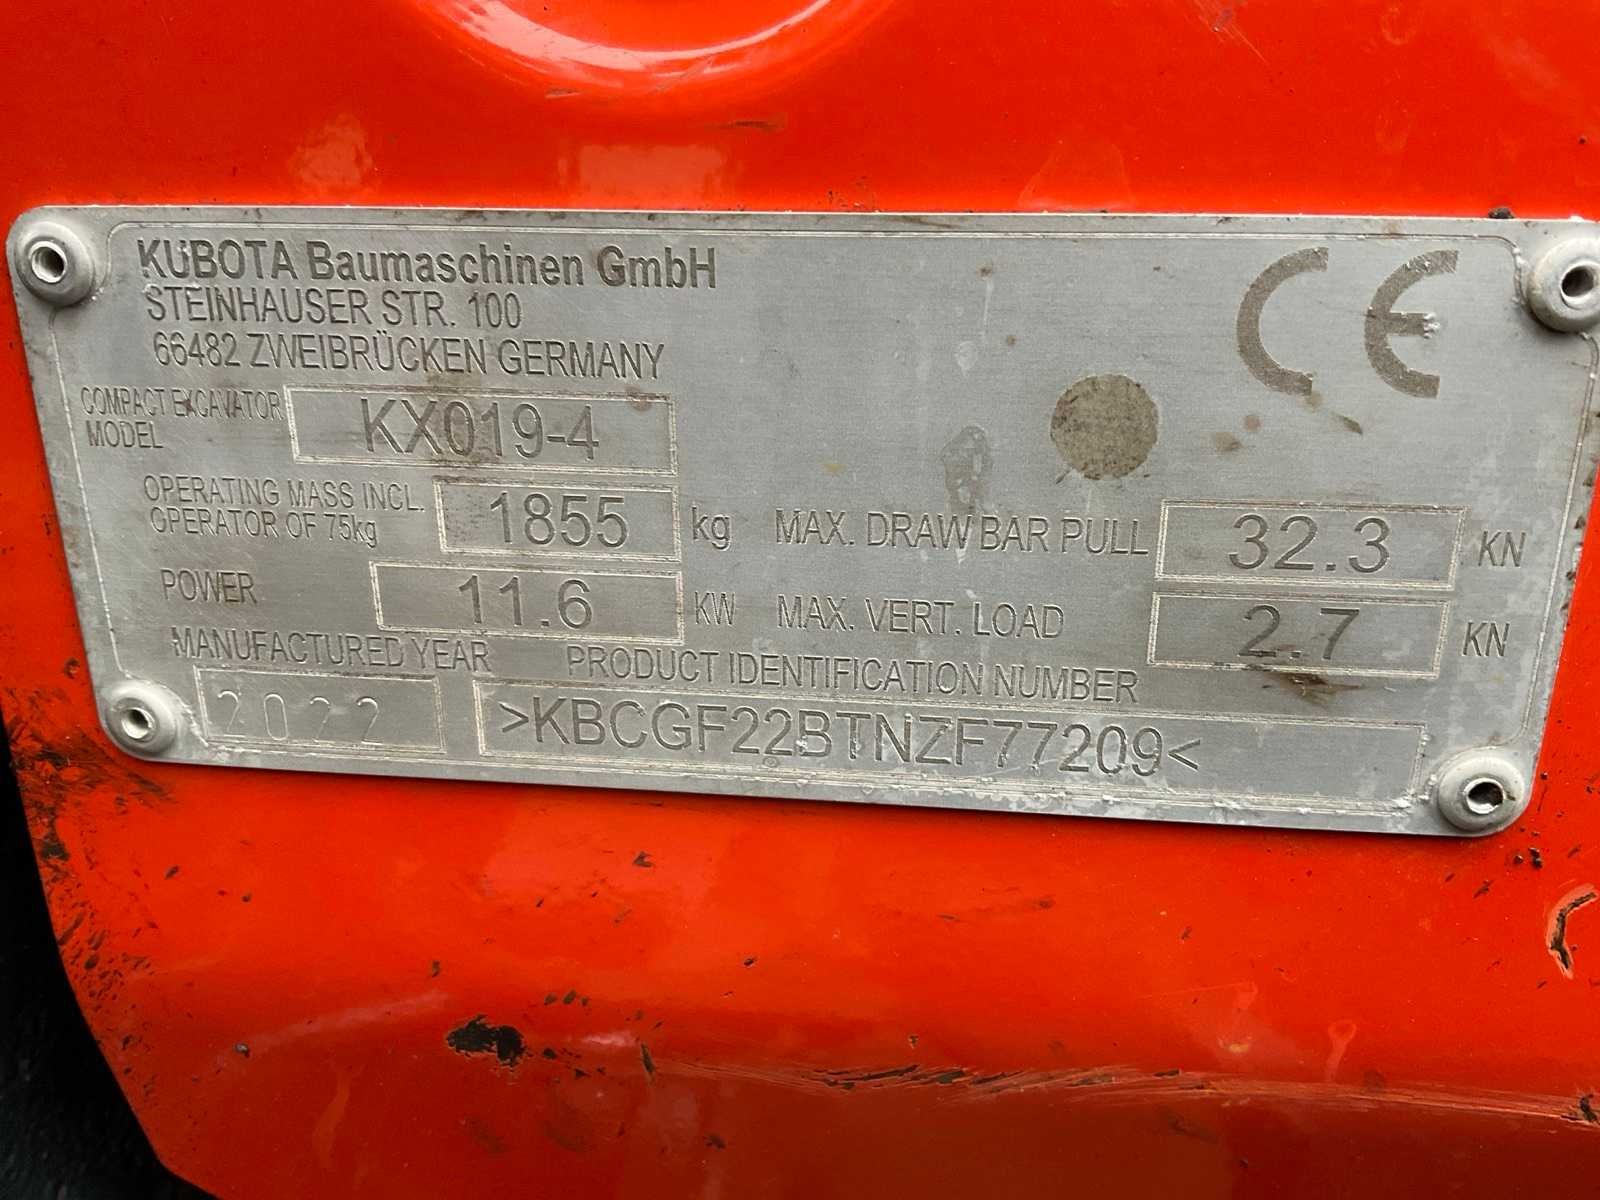 KUBOTA Baumaschinen GmbH
STEINHAUSER STR. 100
66482 ZWEIBRÜCKEN GERMANY
CE
COMPACT EXCAVATOR
MODEL
KX019-4
OPERATING MASS INCL.
OPERATOR OF 75kg
1855 kg
MAX. DRAW BAR PULL 32.3 KN
POWER 11.6 KW
MAX. VERT. LOAD 2.7 KN
MANUFACTURED YEAR
2022
PRODUCT IDENTIFICATION NUMBER
>KBCGF22BTNZF77209<